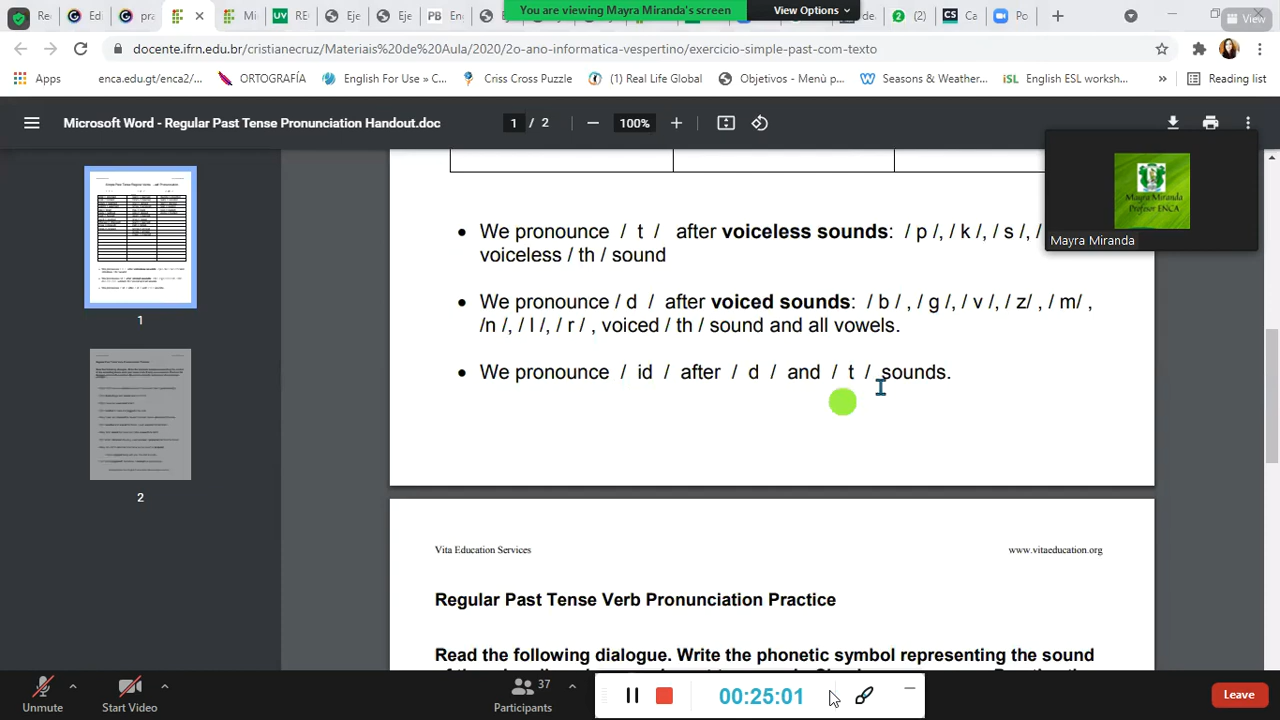 You are viewing Mayra Miranda's screen
View Options
View
docente.ifrn.edu.br/cristianecruz/Materiais%20de%20Aula/2020/2o-ano-informatica-vespertino/exercicio-simple-past-com-texto
Apps
enca.edu.gt/enca2/...
ORTOGRAFÍA
English For Use » C...
Criss Cross Puzzle
(1) Real Life Global
Objetivos - Menù p...
Seasons & Weather...
English ESL worksh...
»
Reading list
Microsoft Word - Regular Past Tense Pronunciation Handout.doc
1 / 2
100%
Mayra Miranda
Profesor ENCA
Mayra Miranda
• We pronounce / t / after voiceless sounds: / p /, / k /, / s /, /
voiceless / th / sound
• We pronounce / d / after voiced sounds: / b / , / g /, / v /, / z/ , / m/ ,
/n /, / l /, / r / , voiced / th / sound and all vowels.
• We pronounce / id / after / d / and / t / sounds.
1
2
Vita Education Services
www.vitaeducation.org
Regular Past Tense Verb Pronunciation Practice
Read the following dialogue. Write the phonetic symbol representing the sound
Unmute
Start Video
37
Participants
00:25:01
Leave